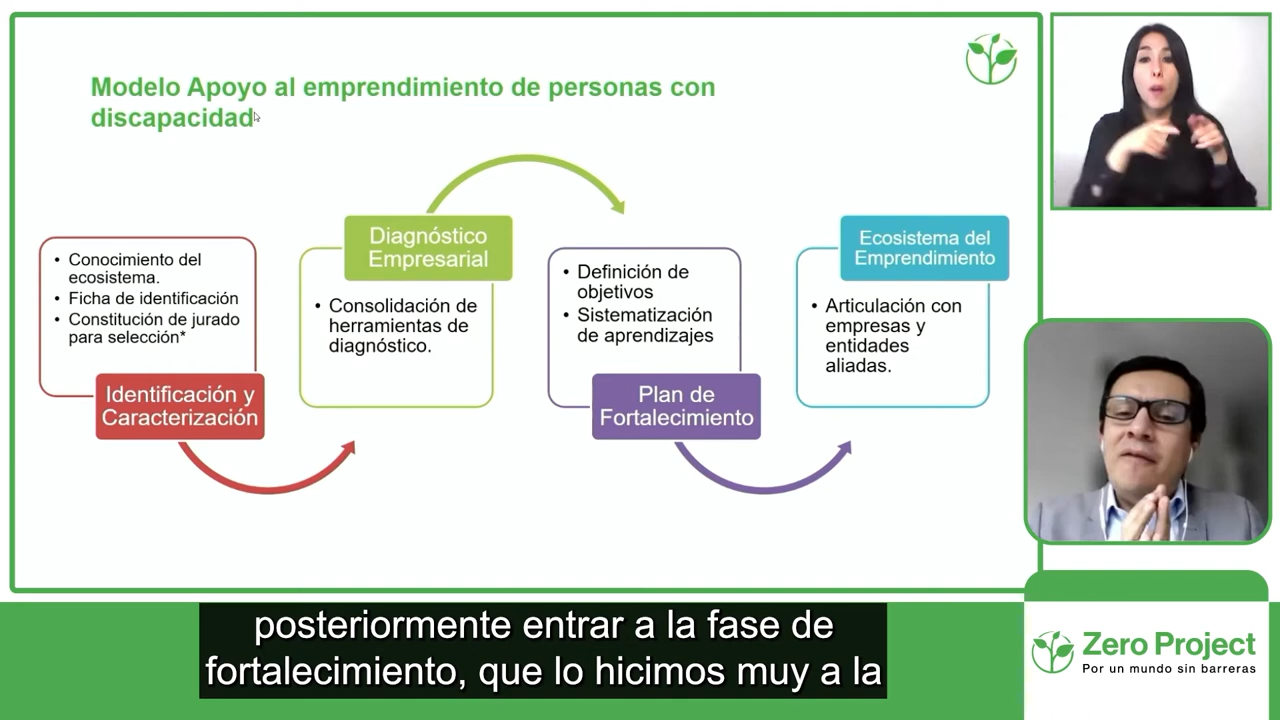 Modelo Apoyo al emprendimiento de personas con
discapacidad
• Conocimiento del
ecosistema.
• Ficha de identificación
• Constitución de jurado
para selección*
Identificación y
Caracterización
Diagnóstico
Empresarial
• Consolidación de
herramientas de
diagnóstico.
• Definición de
objetivos
• Sistematización
de aprendizajes
Plan de
Fortalecimiento
Ecosistema del
Emprendimiento
• Articulación con
empresas y
entidades
aliadas.
posteriormente entrar a la fase de
fortalecimiento, que lo hicimos muy a la
Zero Project
Por un mundo sin barreras